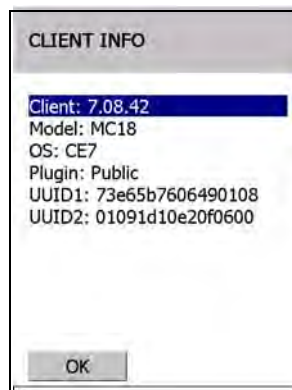 CLIENT INFO
Client: 7.08.42
Model: MC18
OS: CE7
Plugin: Public
UUID1: 73e65b7606490108
UUID2: 01091d10e20f0600
OK